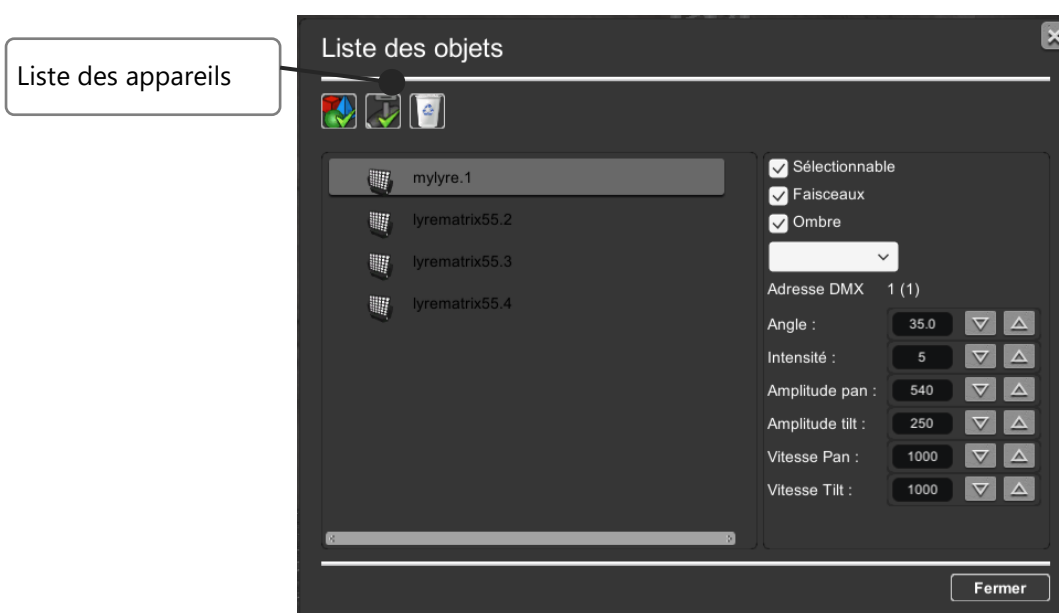 Liste des objets
Liste des appareils
mylyre.1
lyrematrix55.2
lyrematrix55.3
lyrematrix55.4
Sélectionnable
Faisceaux
Ombre
Adresse DMX 1 (1)
Angle : 35.0
Intensité : 5
Amplitude pan : 540
Amplitude tilt : 250
Vitesse Pan : 1000
Vitesse Tilt : 1000
Fermer